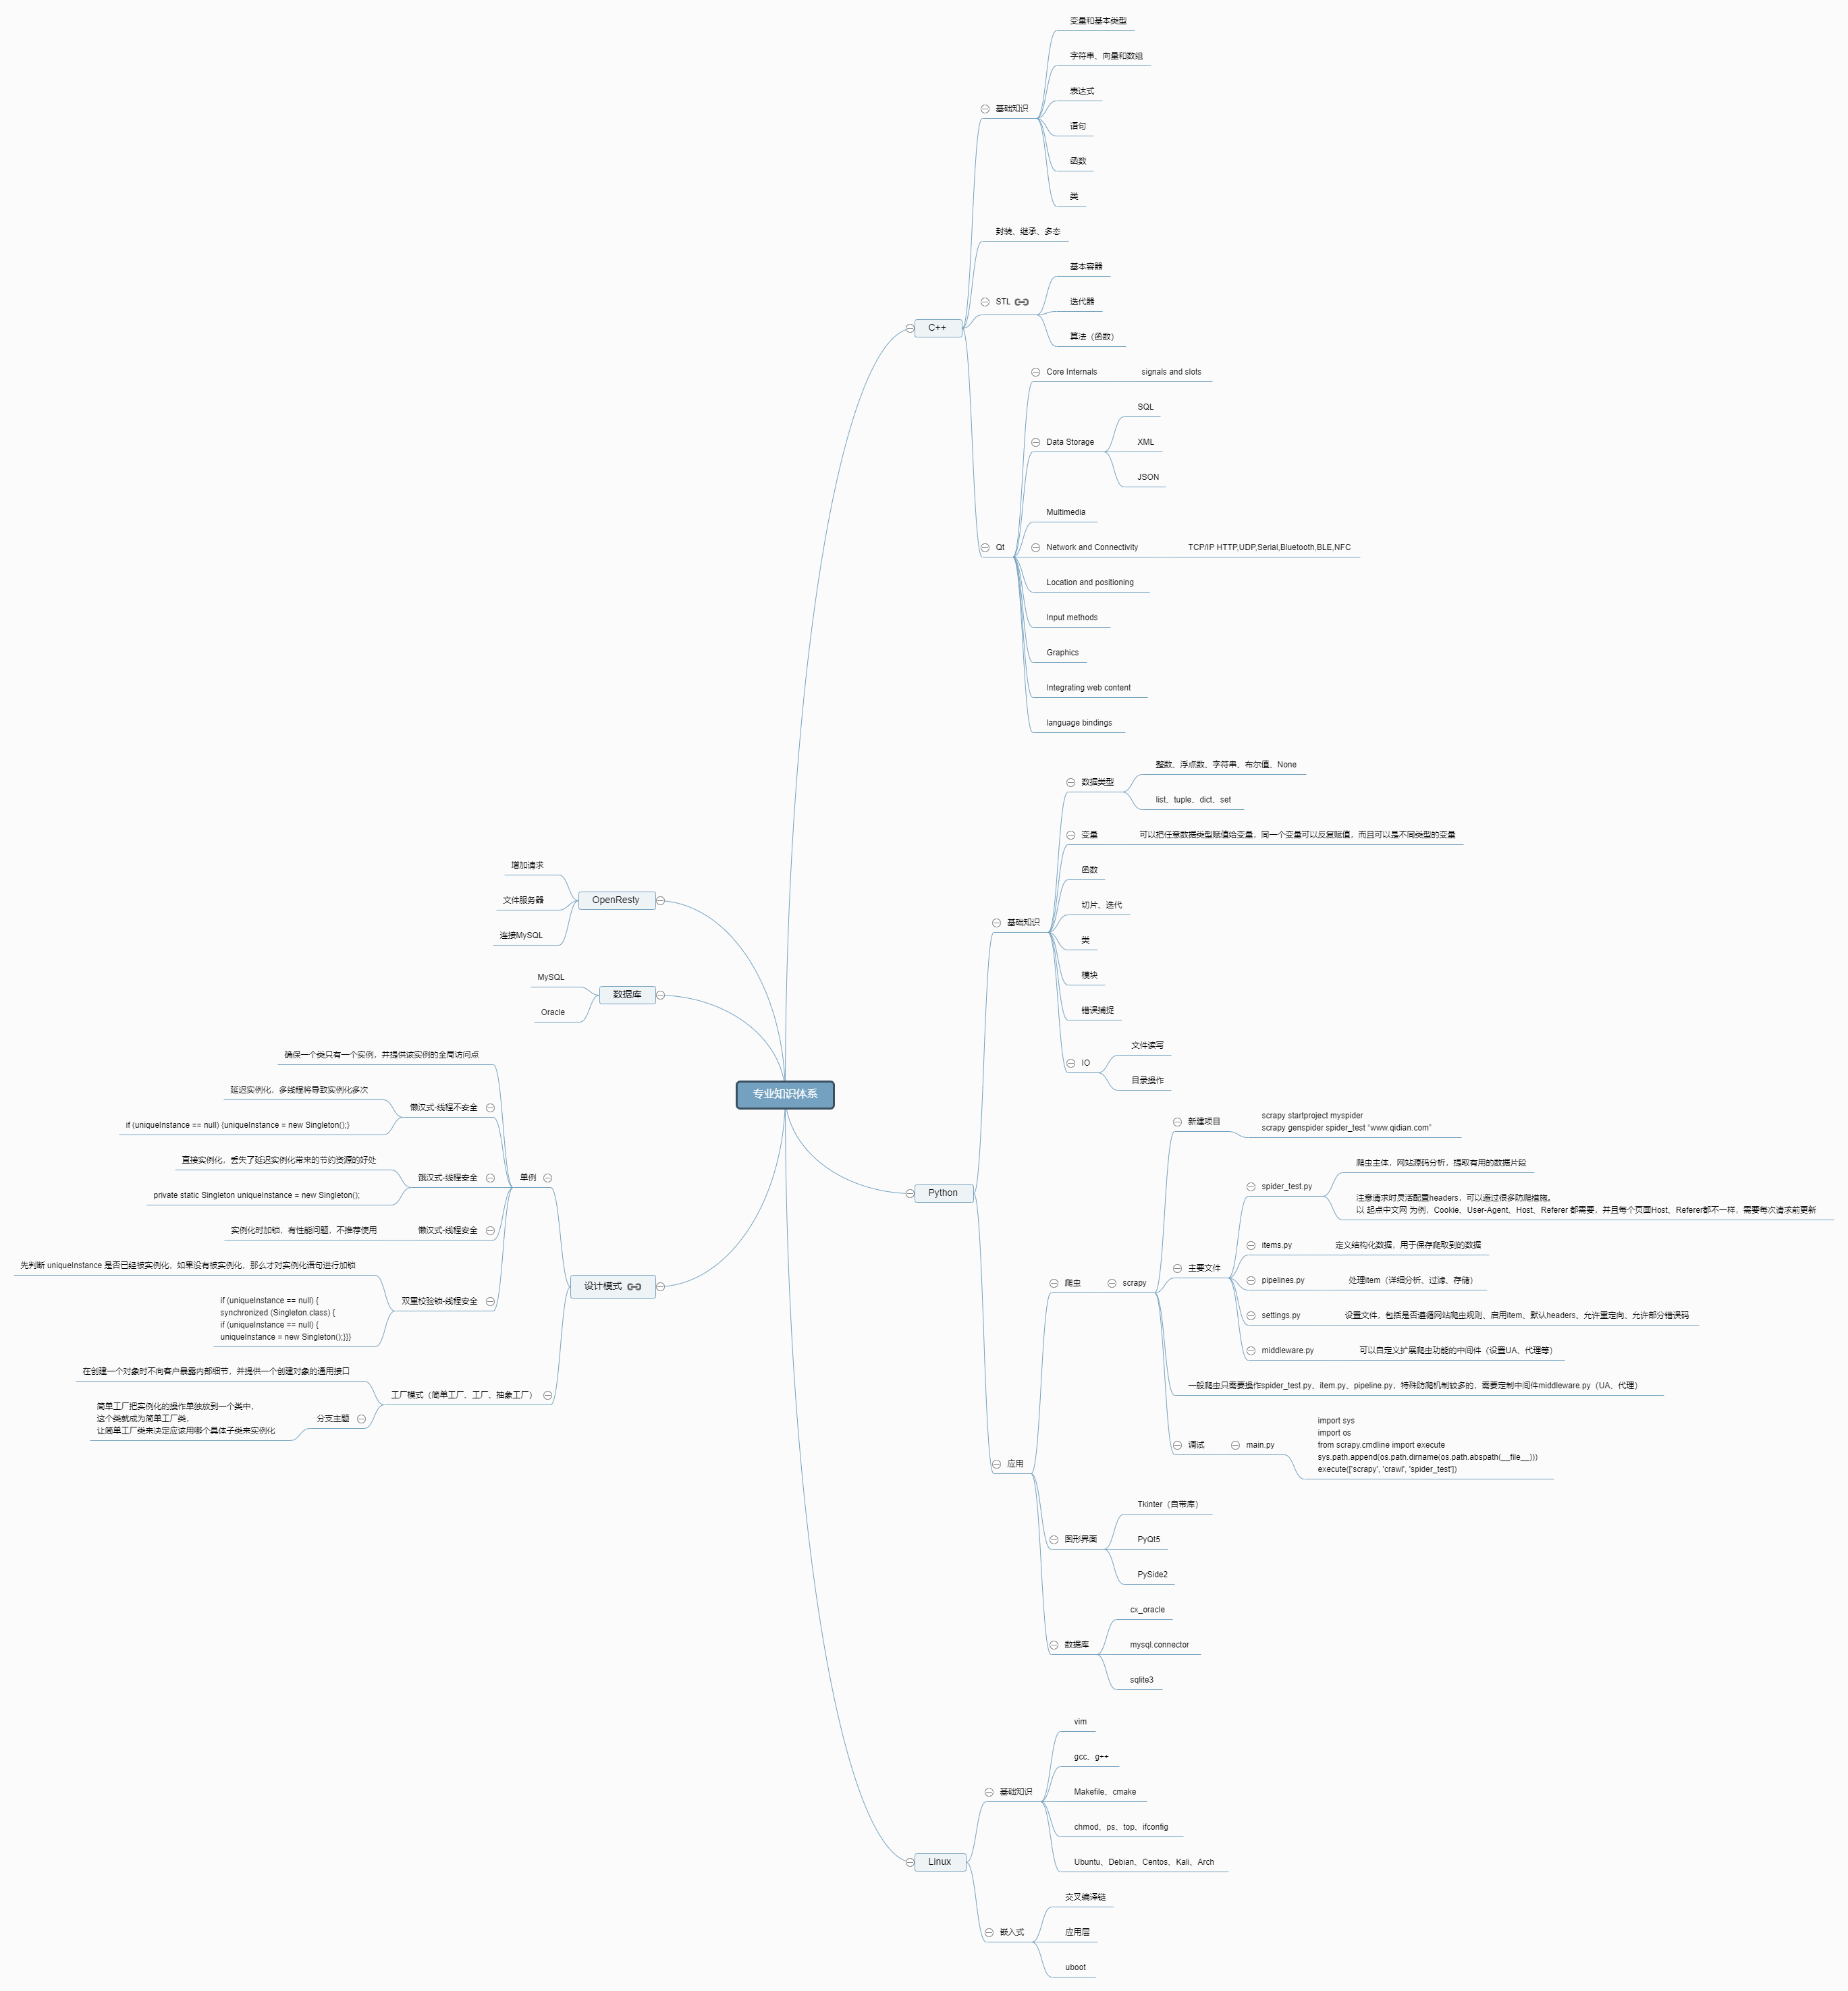 专业知识体系
C++
基础知识
变量和基本类型
字符串、向量和数组
表达式
语句
函数
类
封装、继承、多态
STL
基本容器
迭代器
算法（函数）
Qt
Core Internals
signals and slots
Data Storage
SQL
XML
JSON
Multimedia
Network and Connectivity
TCP/IP HTTP,UDP,Serial,Bluetooth,BLE,NFC
Location and positioning
Input methods
Graphics
Integrating web content
language bindings
Python
基础知识
数据类型
整数、浮点数、字符串、布尔值、None
list、tuple、dict、set
变量
可以把任意数据类型赋值给变量，同一个变量可以反复赋值，而且可以是不同类型的变量
函数
切片、迭代
类
模块
错误捕捉
IO
文件读写
目录操作
应用
爬虫
scrapy
新建项目
scrapy startproject myspider
scrapy genspider spider_test “www.qidian.com”
主要文件
spider_test.py
爬虫主体，网站源码分析，提取有用的数据片段
注意请求时灵活配置headers，可以通过很多防爬措施。
以 起点中文网 为例，Cookie、User-Agent、Host、Referer 都需要，并且每个页面Host、Referer都不一样，需要每次请求前更新
items.py
定义结构化数据，用于保存爬取到的数据
pipelines.py
处理item（详细分析、过滤、存储）
settings.py
设置文件，包括是否遵循网站爬虫规则、启用item、默认headers、允许重定向、允许部分错误码
middleware.py
可以自定义扩展爬虫功能的中间件（设置UA、代理等）
一般爬虫只需要操作spider_test.py、item.py、pipeline.py，特殊防爬机制较多的，需要定制中间件middleware.py（UA、代理）
调试
main.py
import sys
import os
from scrapy.cmdline import execute
sys.path.append(os.path.dirname(os.path.abspath(__file__)))
execute(['scrapy', 'crawl', 'spider_test'])
图形界面
Tkinter（自带库）
PyQt5
PySide2
数据库
cx_oracle
mysql.connector
sqlite3
Linux
基础知识
vim
gcc、g++
Makefile、cmake
chmod、ps、top、ifconfig
Ubuntu、Debian、Centos、Kali、Arch
嵌入式
交叉编译链
应用层
uboot
OpenResty
增加请求
文件服务器
连接MySQL
数据库
MySQL
Oracle
设计模式
单例
确保一个类只有一个实例，并提供该实例的全局访问点
懒汉式-线程不安全
延迟实例化，多线程将导致实例化多次
if (uniqueInstance == null) {uniqueInstance = new Singleton();}
饿汉式-线程安全
直接实例化，丢失了延迟实例化带来的节约资源的好处
private static Singleton uniqueInstance = new Singleton();
懒汉式-线程安全
实例化时加锁，有性能问题，不推荐使用
双重校验锁-线程安全
先判断 uniqueInstance 是否已经被实例化，如果没有被实例化，那么才对实例化语句进行加锁
if (uniqueInstance == null) {
synchronized (Singleton.class) {
if (uniqueInstance == null) {
uniqueInstance = new Singleton();}}}
工厂模式（简单工厂、工厂、抽象工厂）
在创建一个对象时不向客户暴露内部细节，并提供一个创建对象的通用接口
分支主题
简单工厂把实例化的操作单独放到一个类中，
这个类就成为简单工厂类，
让简单工厂类来决定应该用哪个具体子类来实例化